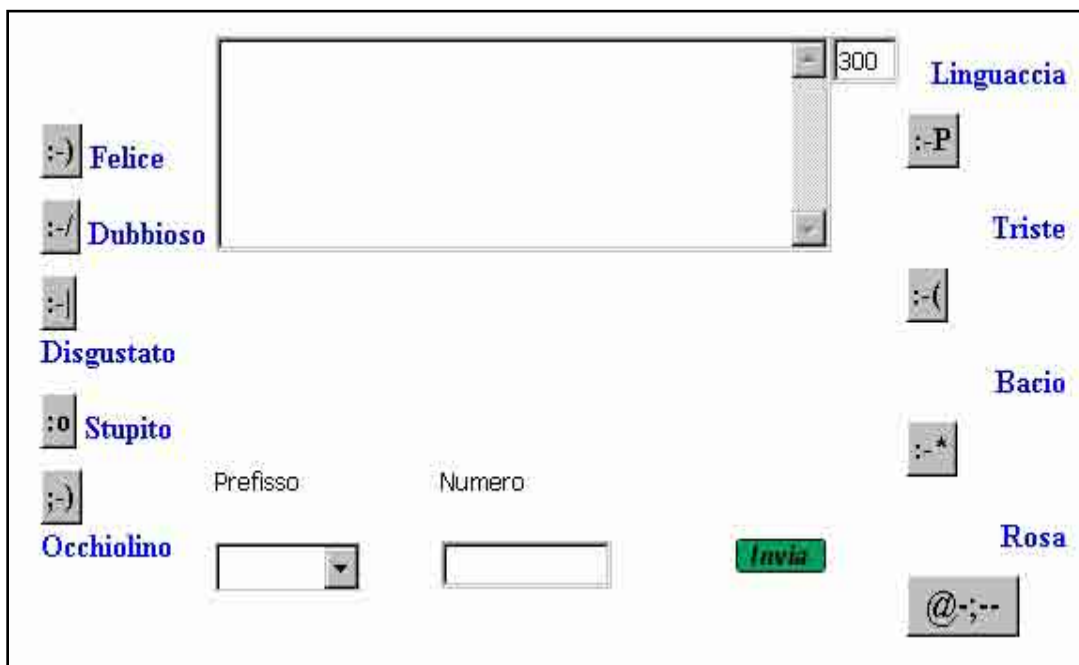 300
Linguaccia
:-P
:-) Felice
:-/ Dubbioso
Triste
:-|
:-(
Disgustato
Bacio
:o Stupito
:-*
;-)
Prefisso
Numero
Occhiolino
Invia
Rosa
@-;--